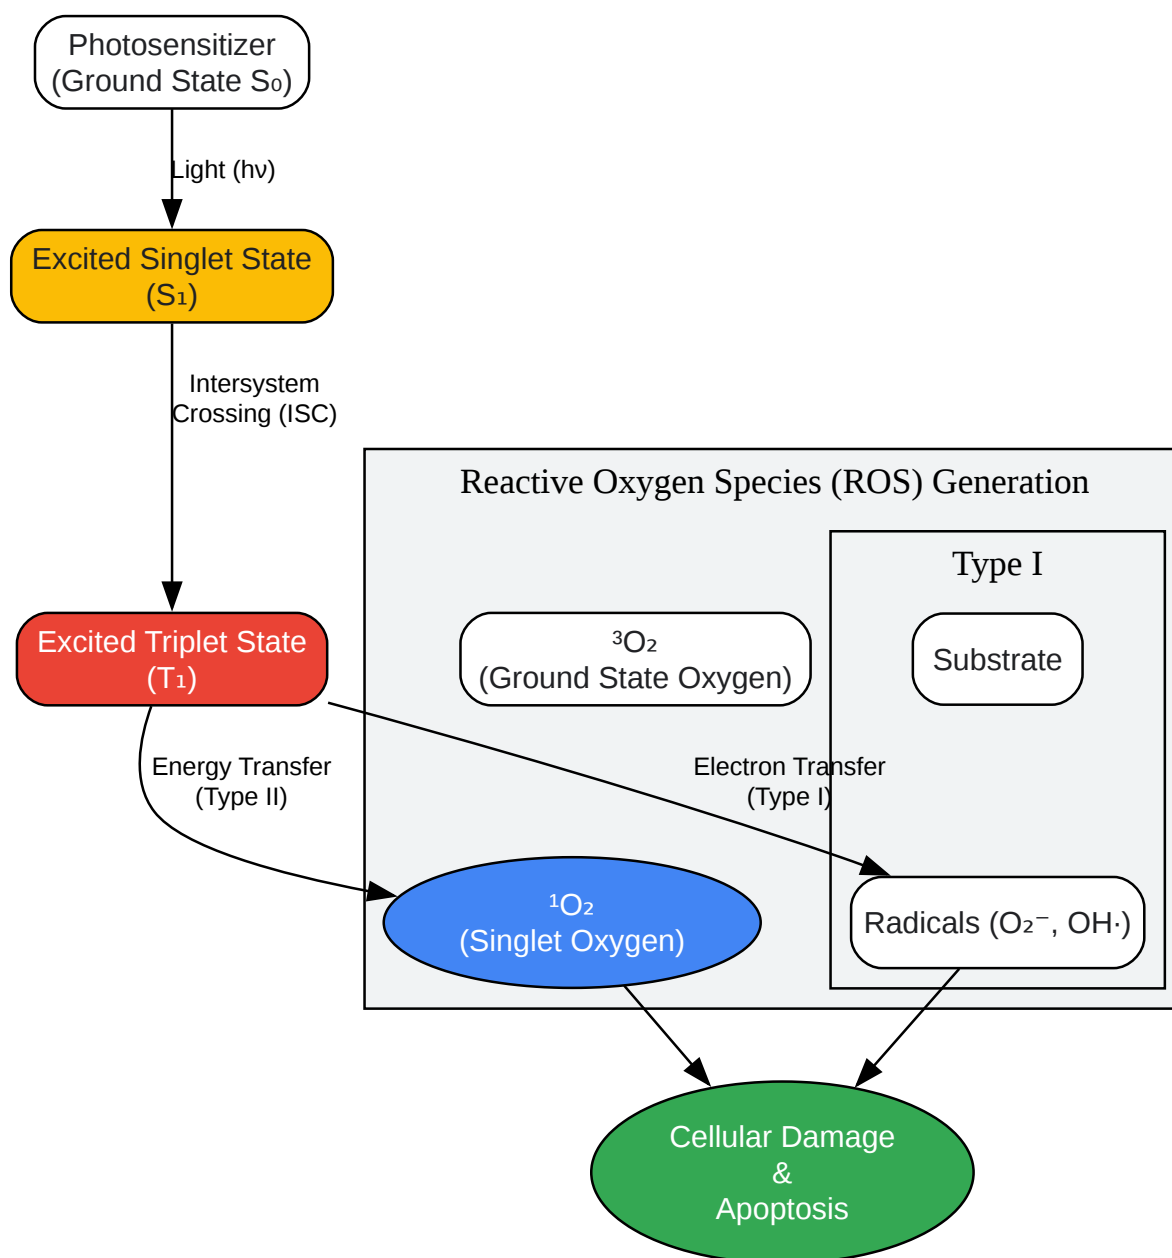 Photosensitizer
(Ground State S₀)
Light (hν)
Excited Singlet State
(S₁)
Intersystem
Crossing (ISC)
Reactive Oxygen Species (ROS) Generation
Type I
Excited Triplet State
(T₁)
³O₂
(Ground State Oxygen)
Substrate
Energy Transfer
(Type II)
Electron Transfer
(Type I)
¹O₂
(Singlet Oxygen)
Radicals (O₂⁻, OH·)
Cellular Damage
&
Apoptosis